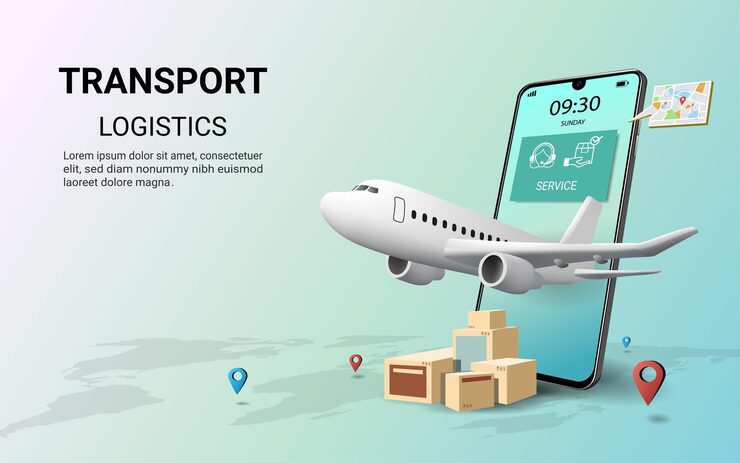 TRANSPORT
LOGISTICS
Lorem ipsum dolor sit amet, consectetuer
elit, sed diam nonummy nibh euismod
laoreet dolore magna.
09:30
SUNDAY
SERVICE